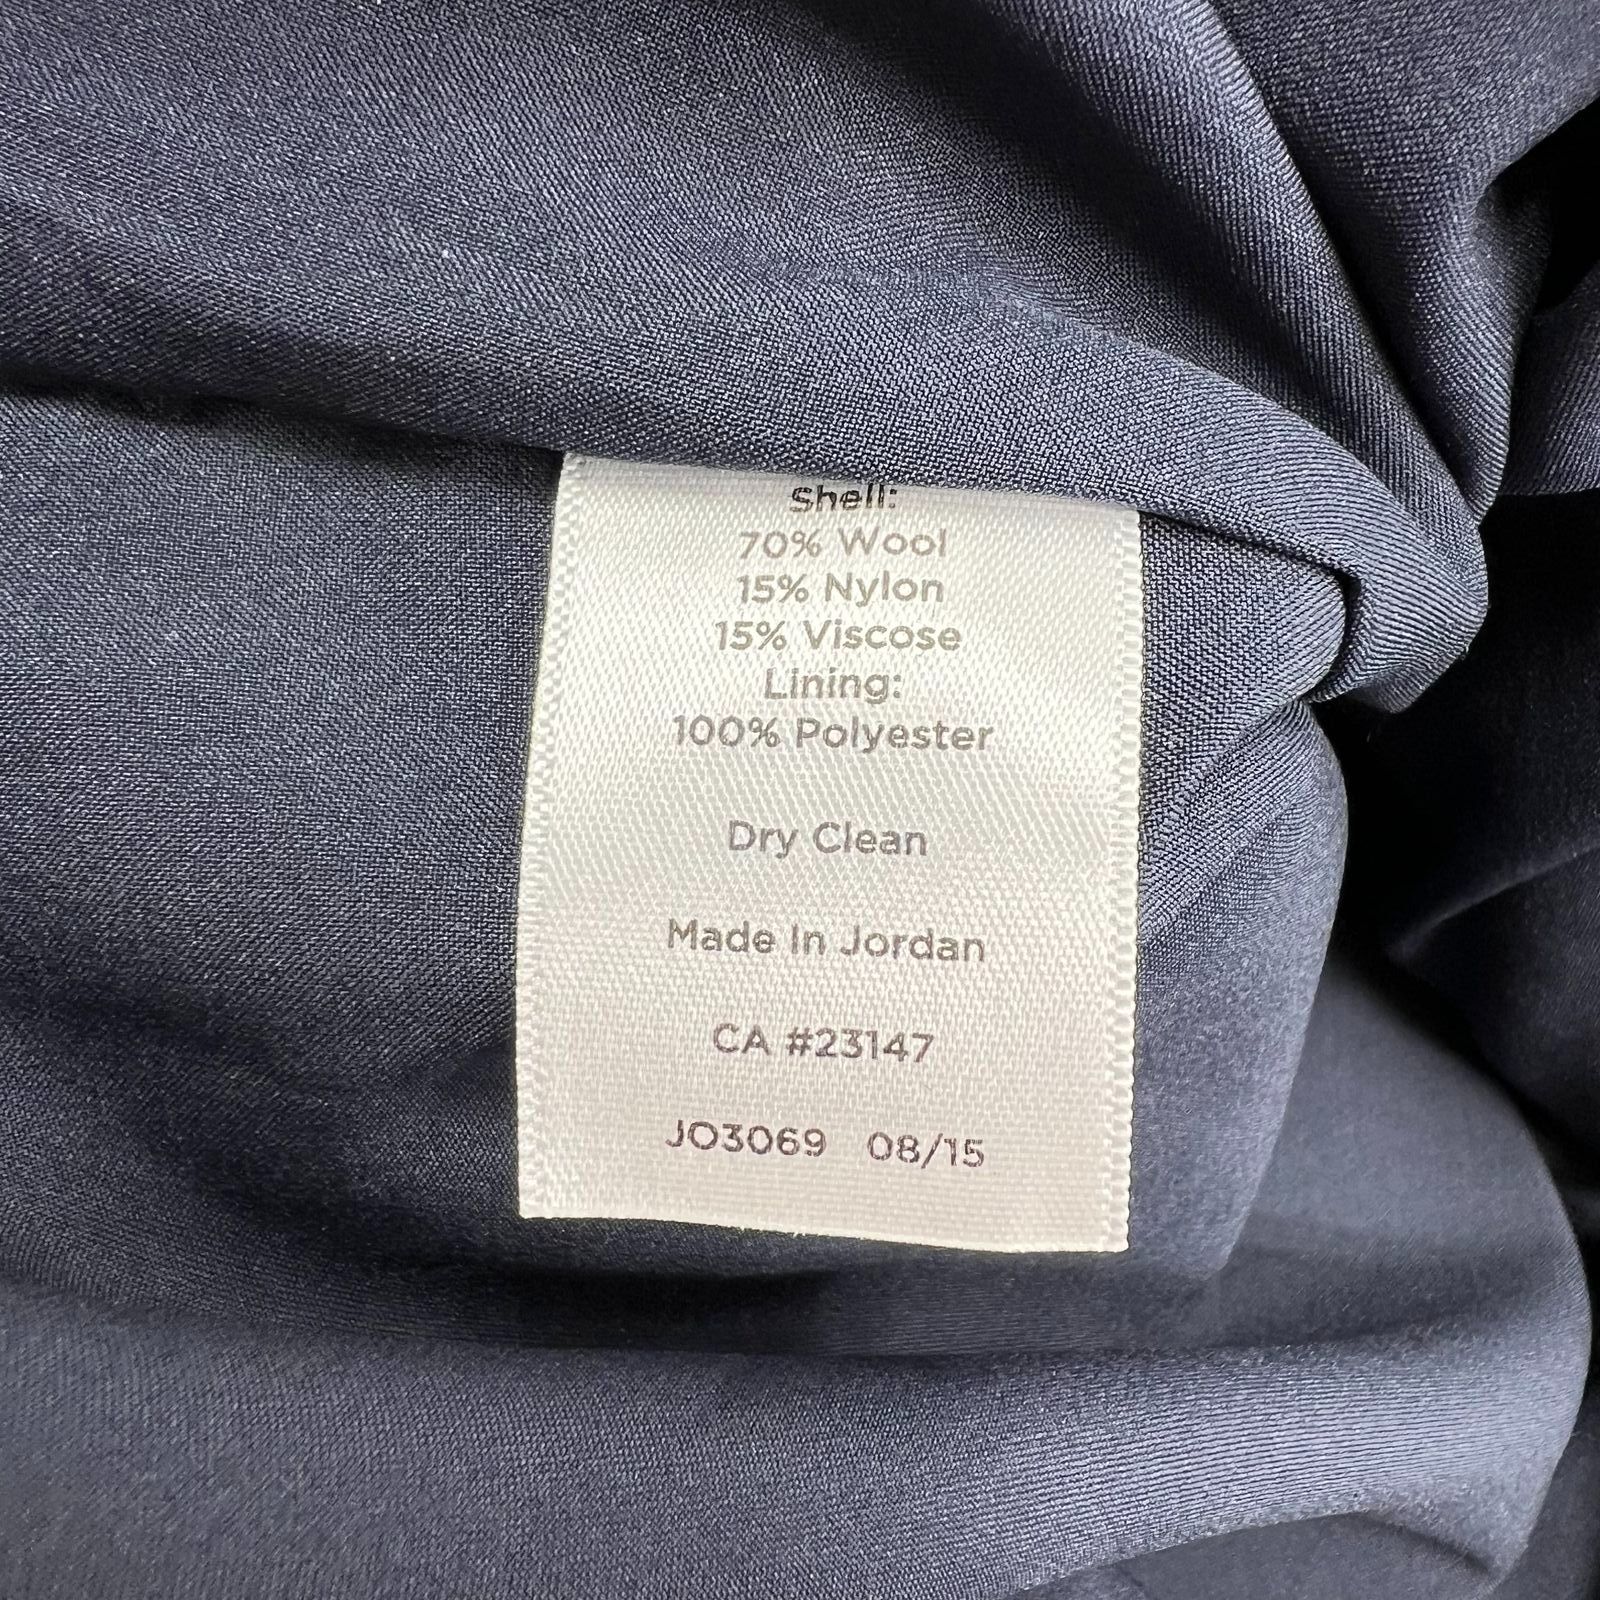 Shell:
70% Wool
15% Nylon
15% Viscose
Lining:
100% Polyester
Dry Clean
Made In Jordan
CA #23147
JO3069 08/15